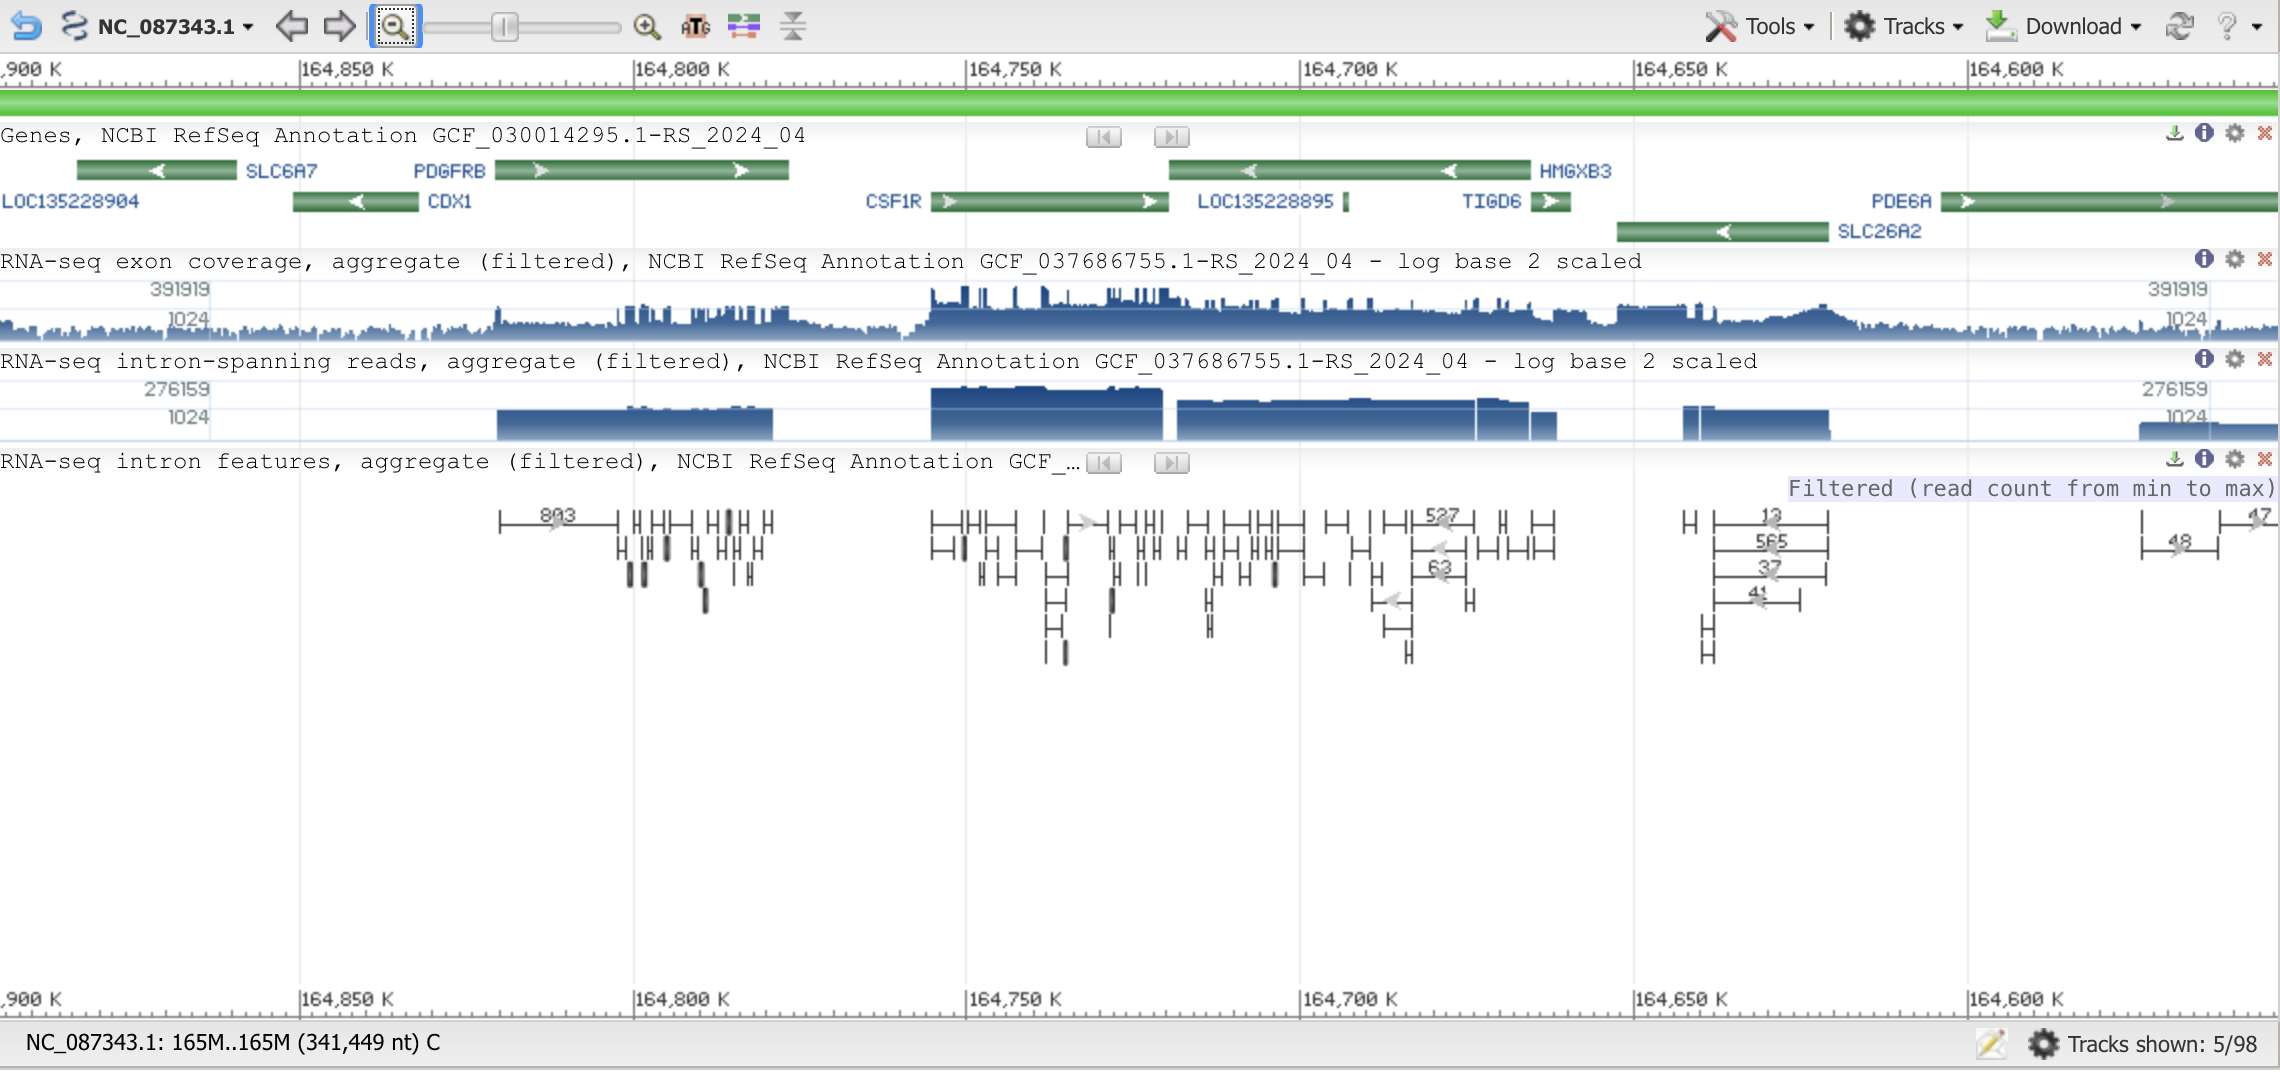 NC_087343.1 ATG Tools Tracks Download ?
,900 K 164,850 K 164,800 K 164,750 K 164,700 K 164,650 K 164,600 K
Genes, NCBI RefSeq Annotation GCF_030014295.1-RS_2024_04
SLC6A7 PDGFRB HMGXB3
LOC135228904 CDX1 CSF1R LOC135228895 TIGD6 PDE6A
SLC26A2
RNA-seq exon coverage, aggregate (filtered), NCBI RefSeq Annotation GCF_037686755.1-RS_2024_04 - log base 2 scaled
391919 391919
1024 1024
RNA-seq intron-spanning reads, aggregate (filtered), NCBI RefSeq Annotation GCF_037686755.1-RS_2024_04 - log base 2 scaled
276159 276159
1024 1024
RNA-seq intron features, aggregate (filtered), NCBI RefSeq Annotation GCF_…
Filtered (read count from min to max)
803 527 13 47
565 48
63 37
41
,900 K 164,850 K 164,800 K 164,750 K 164,700 K 164,650 K 164,600 K
NC_087343.1: 165M..165M (341,449 nt) C Tracks shown: 5/98